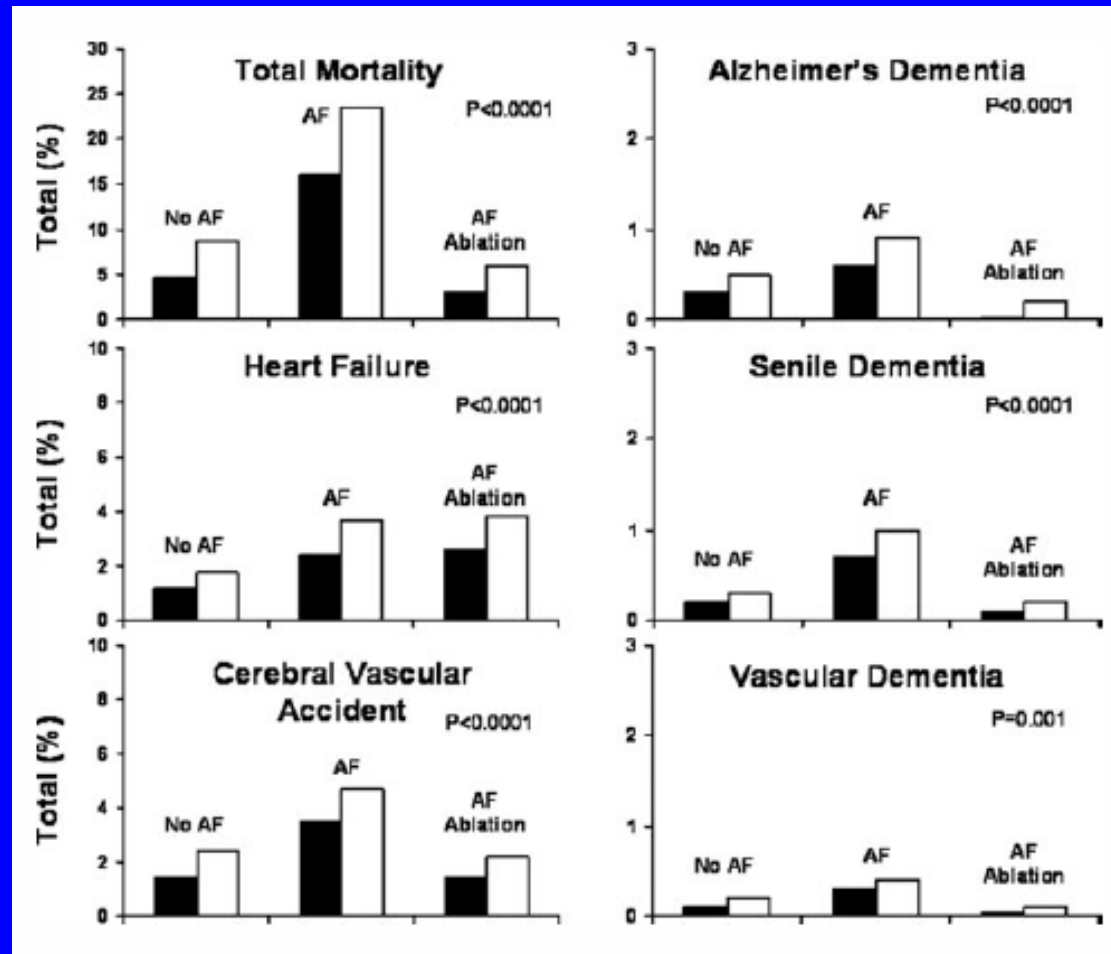 Total Mortality
P<0.0001
30
25
20
15
10
5
0
Total (%)
No AF
AF
AF
Ablation
Alzheimer's Dementia
P<0.0001
3
2
1
0
No AF
AF
AF
Ablation
Heart Failure
P<0.0001
10
8
6
4
2
0
Total (%)
No AF
AF
AF
Ablation
Senile Dementia
P<0.0001
3
2
1
0
No AF
AF
AF
Ablation
Cerebral Vascular
Accident
P<0.0001
10
8
6
4
2
0
Total (%)
No AF
AF
AF
Ablation
Vascular Dementia
P=0.001
3
2
1
0
No AF
AF
AF
Ablation